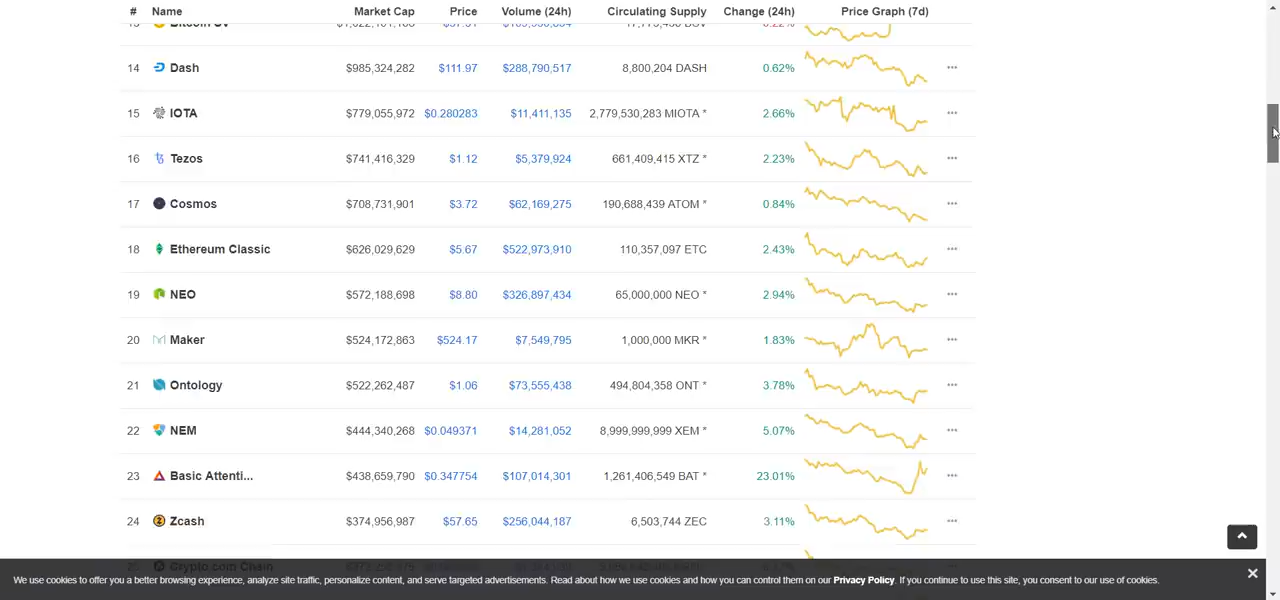 # Name Market Cap Price Volume (24h) Circulating Supply Change (24h) Price Graph (7d)
14 Dash $985,324,282 $111.97 $288,790,517 8,800,204 DASH 0.62%
15 IOTA $779,055,972 $0.280283 $11,411,135 2,779,530,283 MIOTA * 2.66%
16 Tezos $741,416,329 $1.12 $5,379,924 661,409,415 XTZ * 2.23%
17 Cosmos $708,731,901 $3.72 $62,169,275 190,688,439 ATOM * 0.84%
18 Ethereum Classic $626,029,629 $5.67 $522,973,910 110,357,097 ETC 2.43%
19 NEO $572,188,698 $8.80 $326,897,434 65,000,000 NEO * 2.94%
20 Maker $524,172,863 $524.17 $7,549,795 1,000,000 MKR * 1.83%
21 Ontology $522,262,487 $1.06 $73,555,438 494,804,358 ONT * 3.78%
22 NEM $444,340,268 $0.049371 $14,281,052 8,999,999,999 XEM * 5.07%
23 Basic Attenti... $438,659,790 $0.347754 $107,014,301 1,261,406,549 BAT * 23.01%
24 Zcash $374,956,987 $57.65 $256,044,187 6,503,744 ZEC 3.11%
25 Crypto.com Chain
We use cookies to offer you a better browsing experience, analyze site traffic, personalize content, and serve targeted advertisements. Read about how we use cookies and how you can control them on our Privacy Policy. If you continue to use this site, you consent to our use of cookies.